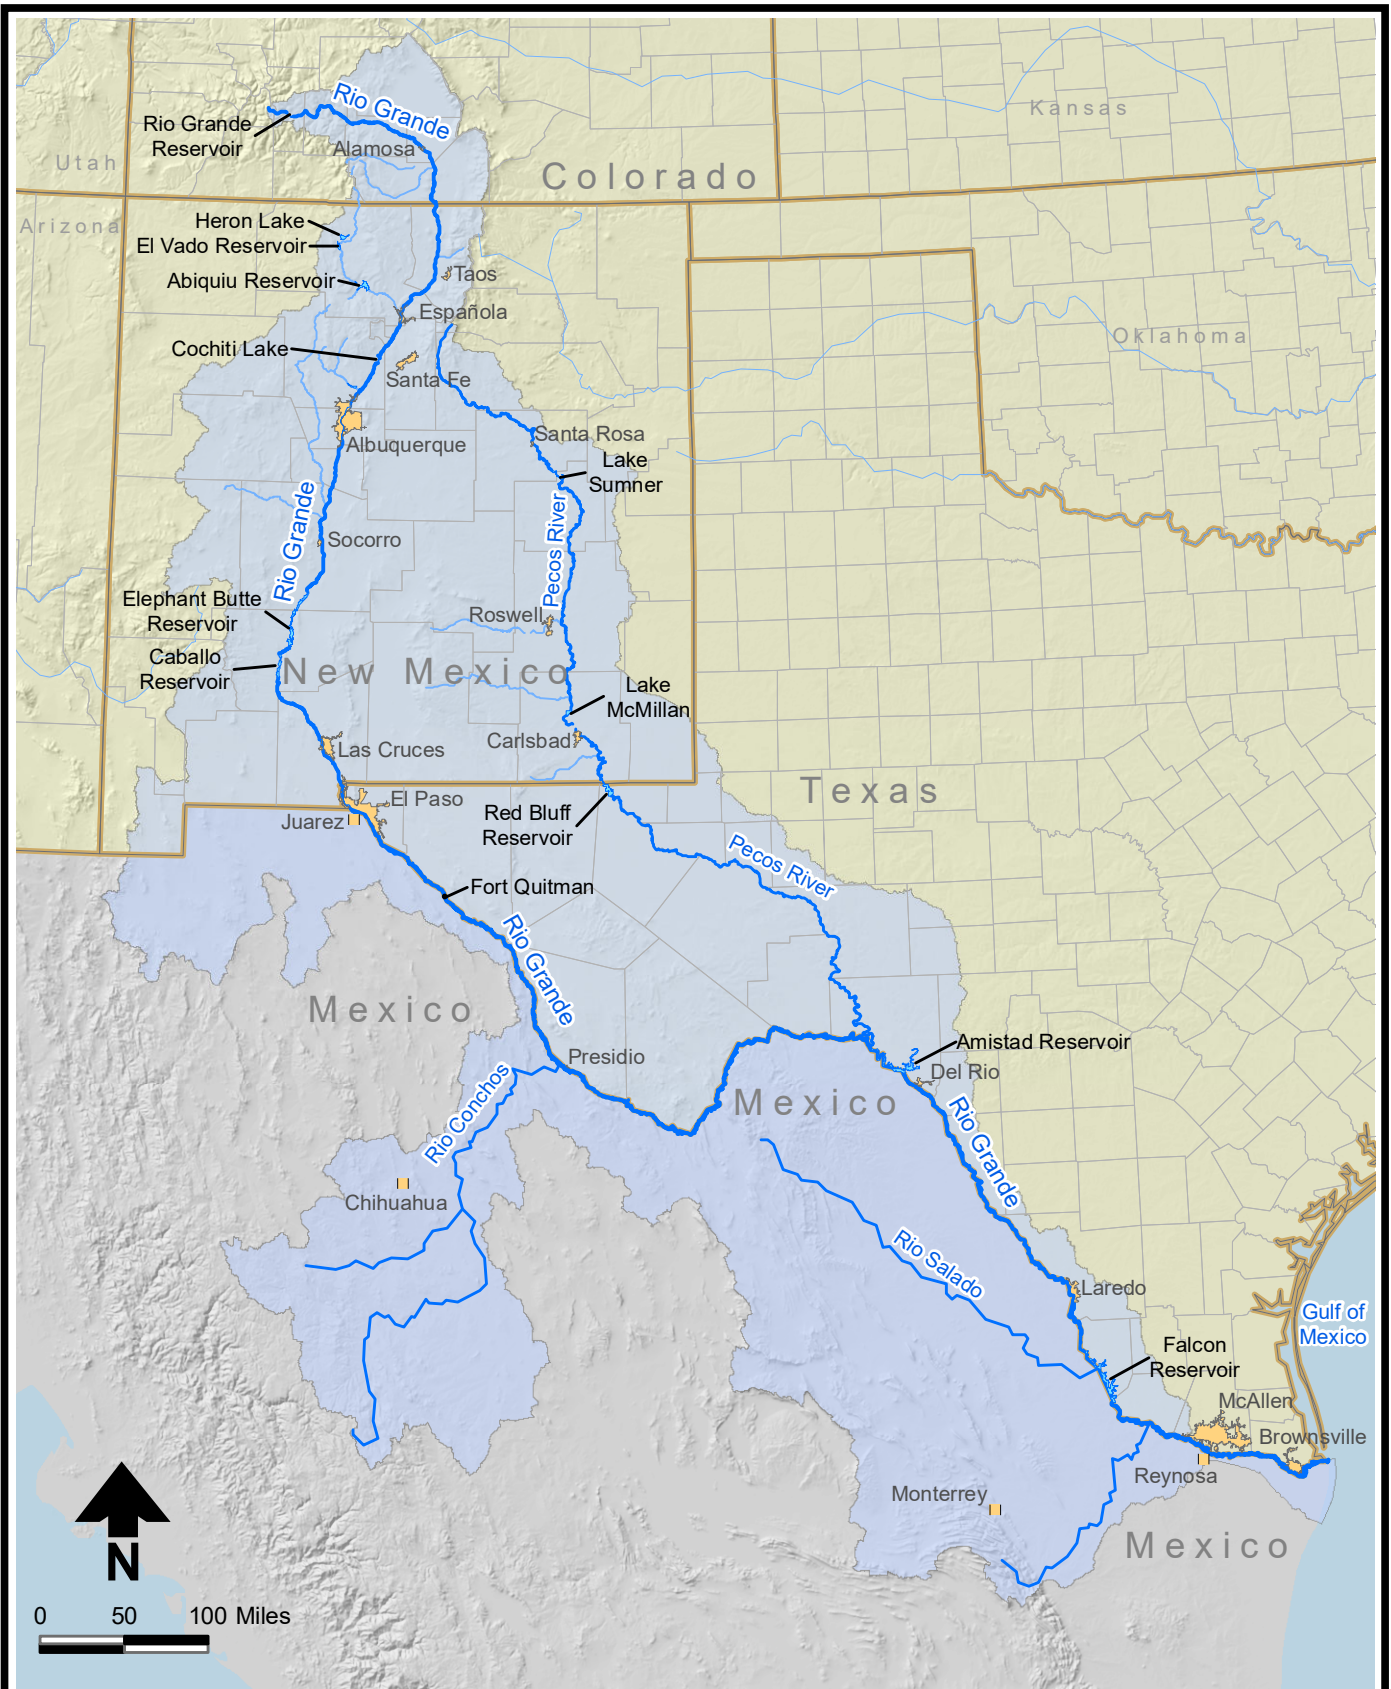 Rio Grande
Kansas
Rio Grande
Reservoir
Alamosa
Utah
Colorado
Arizona
Heron Lake
El Vado Reservoir
Abiquiu Reservoir
Taos
Española
Oklahoma
Cochiti Lake
Santa Fe
Albuquerque
Santa Rosa
Lake
Sumner
Rio Grande
Pecos River
Socorro
Elephant Butte
Reservoir
Roswell
Caballo
Reservoir
New Mexico
Lake
McMillan
Carlsbad
Las Cruces
Texas
El Paso
Juarez
Red Bluff
Reservoir
Pecos River
Fort Quitman
Rio Grande
Mexico
Amistad Reservoir
Presidio
Del Rio
Mexico
Rio Conchos
Rio Grande
Chihuahua
Rio Salado
Laredo
Gulf of
Mexico
Falcon
Reservoir
McAllen
Brownsville
Reynosa
Monterrey
Mexico
N
0 50 100 Miles